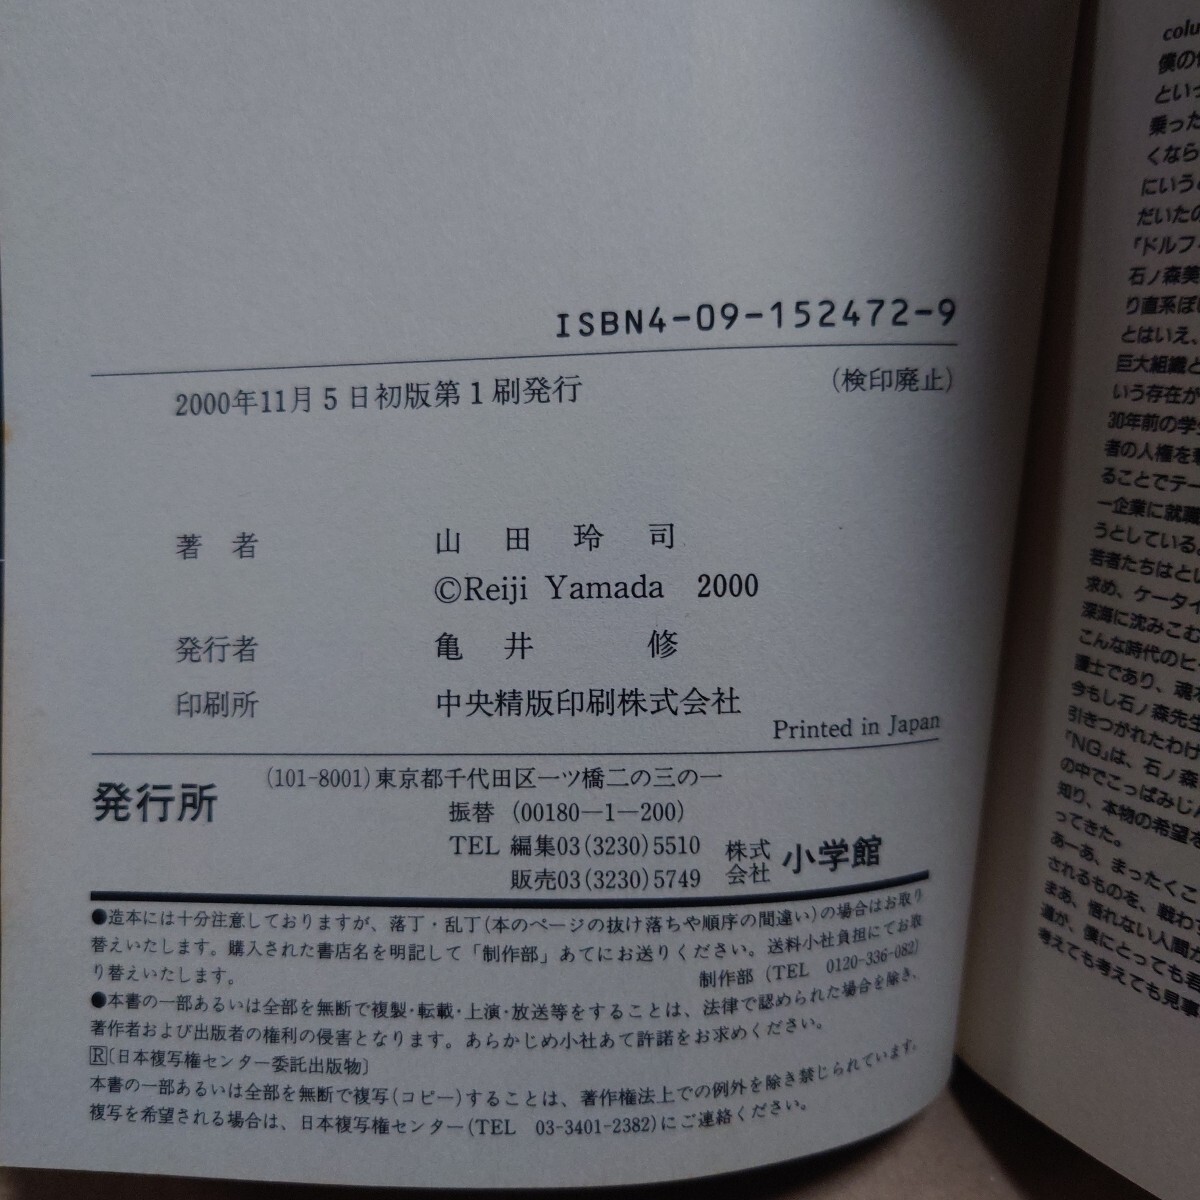 ISBN4-09-152472-9
2000年11月5日初版第1刷発行
(検印廃止)
著者 山田玲司
©Reiji Yamada 2000
発行者 亀井修
印刷所 中央精版印刷株式会社
Printed in Japan
発行所
(101-8001)東京都千代田区一ツ橋二の三の一
振替 (00180―1―200)
TEL 編集03(3230)5510
販売03(3230)5749
株式会社 小学館
●造本には十分注意しておりますが、落丁・乱丁(本のページの抜け落ちや順序の間違い)の場合はお取り
替えいたします。購入された書店名を明記して「制作部」あてにお送りください。送料小社負担にてお取
り替えいたします。
制作部 (TEL 0120-336-082)
●本書の一部あるいは全部を無断で複製・転載・上演・放送等をすることは、法律で認められた場合を除き、
著作者および出版者の権利の侵害となります。あらかじめ小社あて許諾をお求めください。
R〔日本複写権センター委託出版物〕
本書の一部あるいは全部を無断で複写(コピー)することは、著作権法上での例外を除き禁じられています。
複写を希望される場合は、日本複写権センター(TEL 03-3401-2382)にご連絡ください。
colu
僕の
といっ
乗った
くなら
にいう
だいたの
『ドルフ
石ノ森美
り直系ぽ
とはいえ、
巨大組織と
いう存在が
30年前の学生
者の人権を
ることでテー
一企業に就職
うとしている
若者たちはとい
求め、ケータイ
深海に沈みこむ
こんな時代のヒ
護士であり、魂
今もし石ノ森先生
引きつがれたわけ
『NG』は、石ノ森
の中でこっぱみじん
知り、本物の希望を
ってきた。
あーあ、まったくこ
されるものを、戦わ
まあ、悟れない人間が
遠が、僕にとっても君
考えても考えても見事